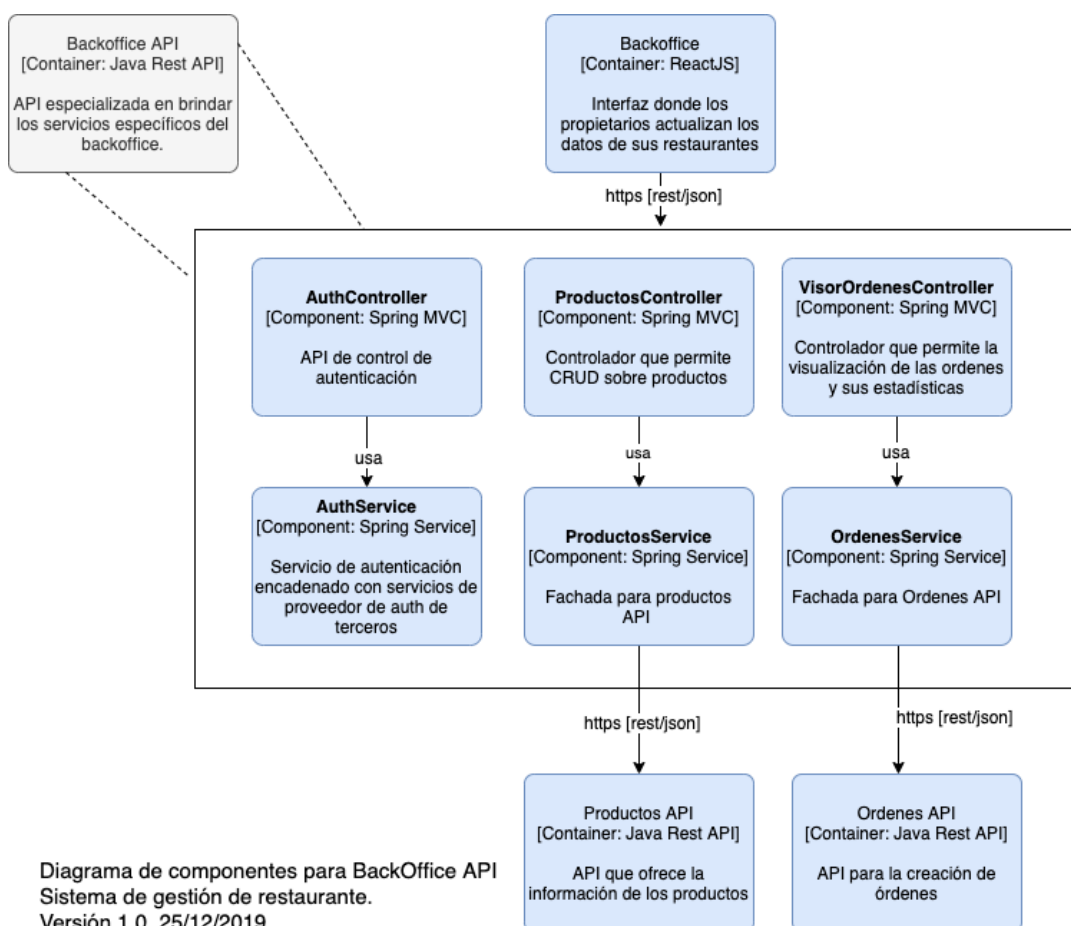 Backoffice API
[Container: Java Rest API]
API especializada en brindar
los servicios específicos del
backoffice.
Backoffice
[Container: ReactJS]
Interfaz donde los
propietarios actualizan los
datos de sus restaurantes
https [rest/json]
AuthController
[Component: Spring MVC]
API de control de
autenticación
ProductosController
[Component: Spring MVC]
Controlador que permite
CRUD sobre productos
VisorOrdenesController
[Component: Spring MVC]
Controlador que permite la
visualización de las ordenes
y sus estadísticas
usa
usa
usa
AuthService
[Component: Spring Service]
Servicio de autenticación
encadenado con servicios de
proveedor de auth de
terceros
ProductosService
[Component: Spring Service]
Fachada para productos
API
OrdenesService
[Component: Spring Service]
Fachada para Ordenes API
https [rest/json]
https [rest/json]
Productos API
[Container: Java Rest API]
API que ofrece la
información de los productos
Ordenes API
[Container: Java Rest API]
API para la creación de
órdenes
Diagrama de componentes para BackOffice API
Sistema de gestión de restaurante.
Versión 1.0, 25/12/2019